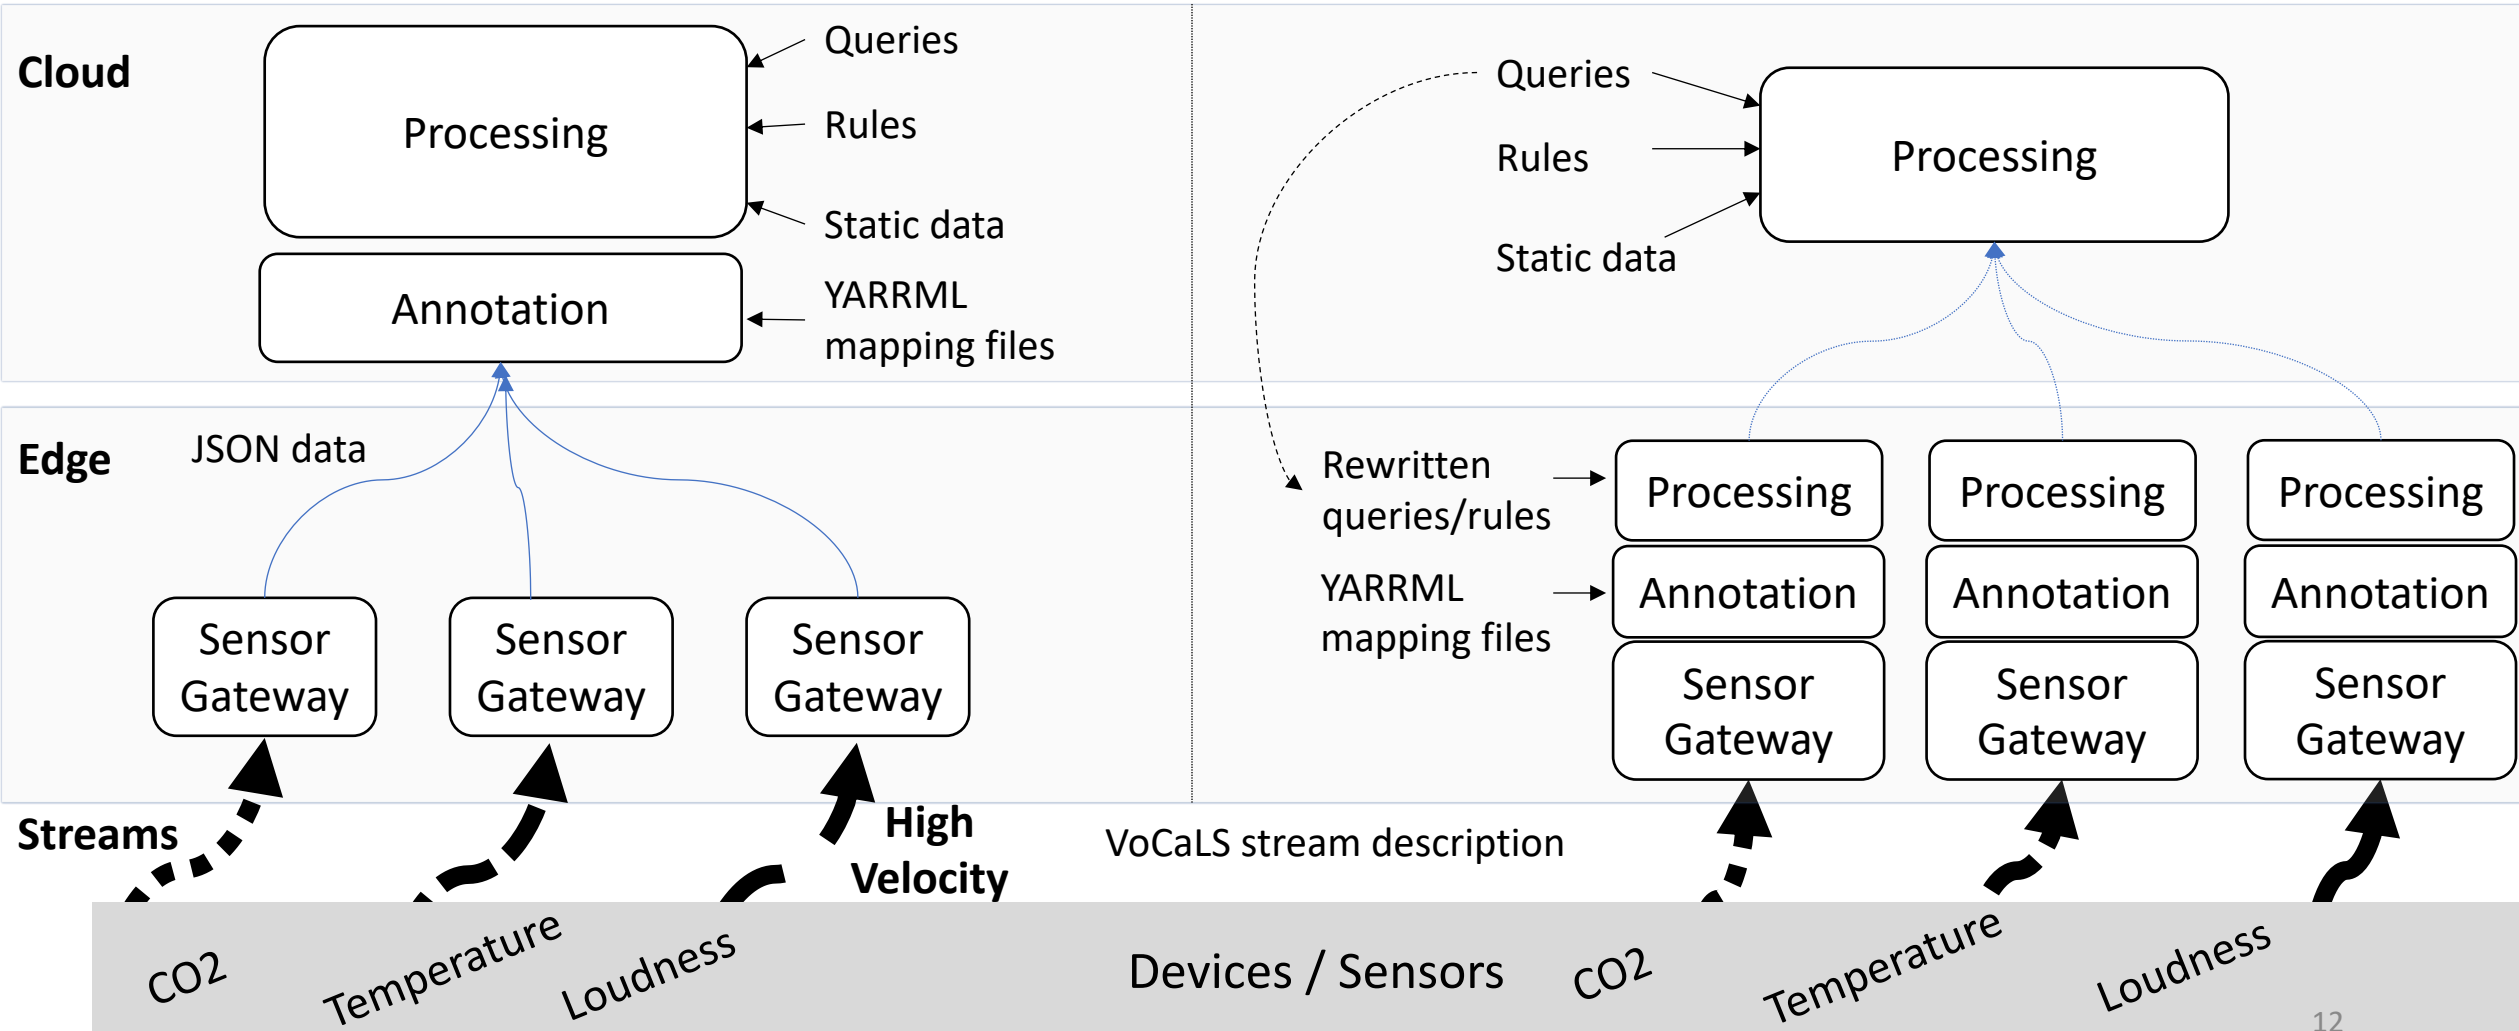 Cloud
Processing
Queries
Rules
Static data
Annotation
YARRML
mapping files
Queries
Rules
Static data
Processing
Edge
JSON data
Sensor
Gateway
Sensor
Gateway
Sensor
Gateway
Rewritten
queries/rules
YARRML
mapping files
Processing
Annotation
Sensor
Gateway
Processing
Annotation
Sensor
Gateway
Processing
Annotation
Sensor
Gateway
Streams
High
Velocity
VoCaLS stream description
CO2
Temperature
Loudness
Devices / Sensors
CO2
Temperature
Loudness
12